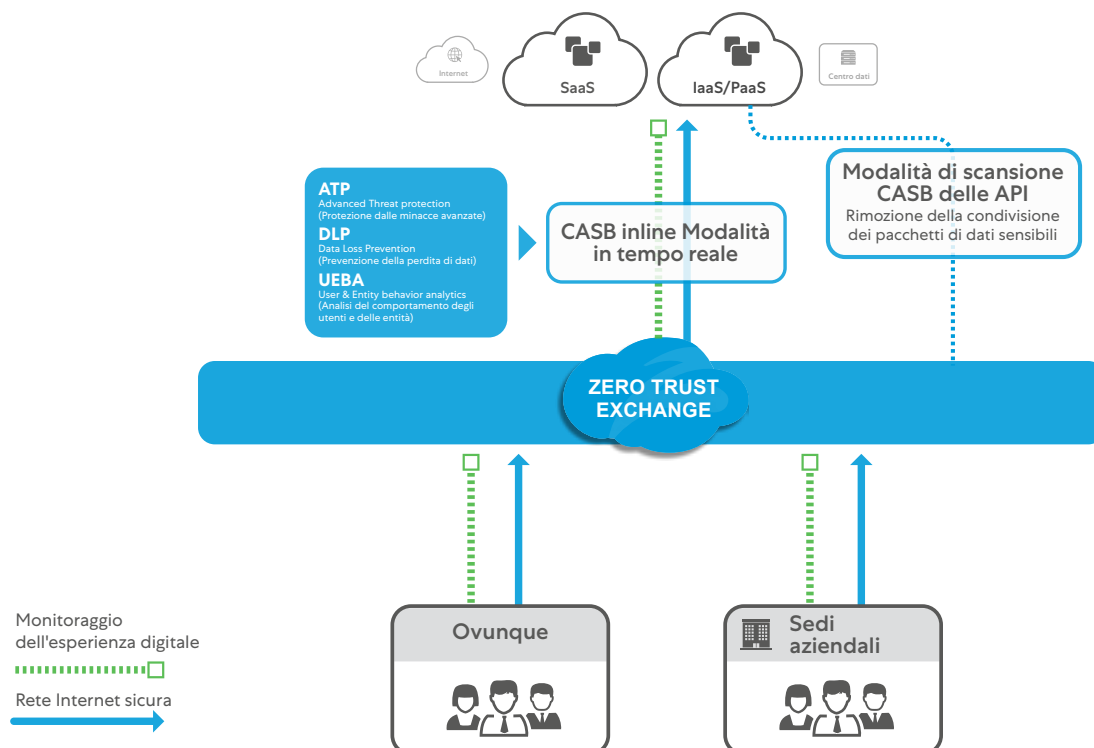 Internet
SaaS
IaaS/PaaS
Centro dati
ATP
Advanced Threat protection
(Protezione dalle minacce avanzate)
DLP
Data Loss Prevention
(Prevenzione della perdita di dati)
UEBA
User & Entity behavior analytics
(Analisi del comportamento degli
utenti e delle entità)
CASB inline Modalità
in tempo reale
Modalità di scansione
CASB delle API
Rimozione della condivisione
dei pacchetti di dati sensibili
ZERO TRUST
EXCHANGE
Ovunque
Sedi
aziendali
Monitoraggio
dell'esperienza digitale
Rete Internet sicura